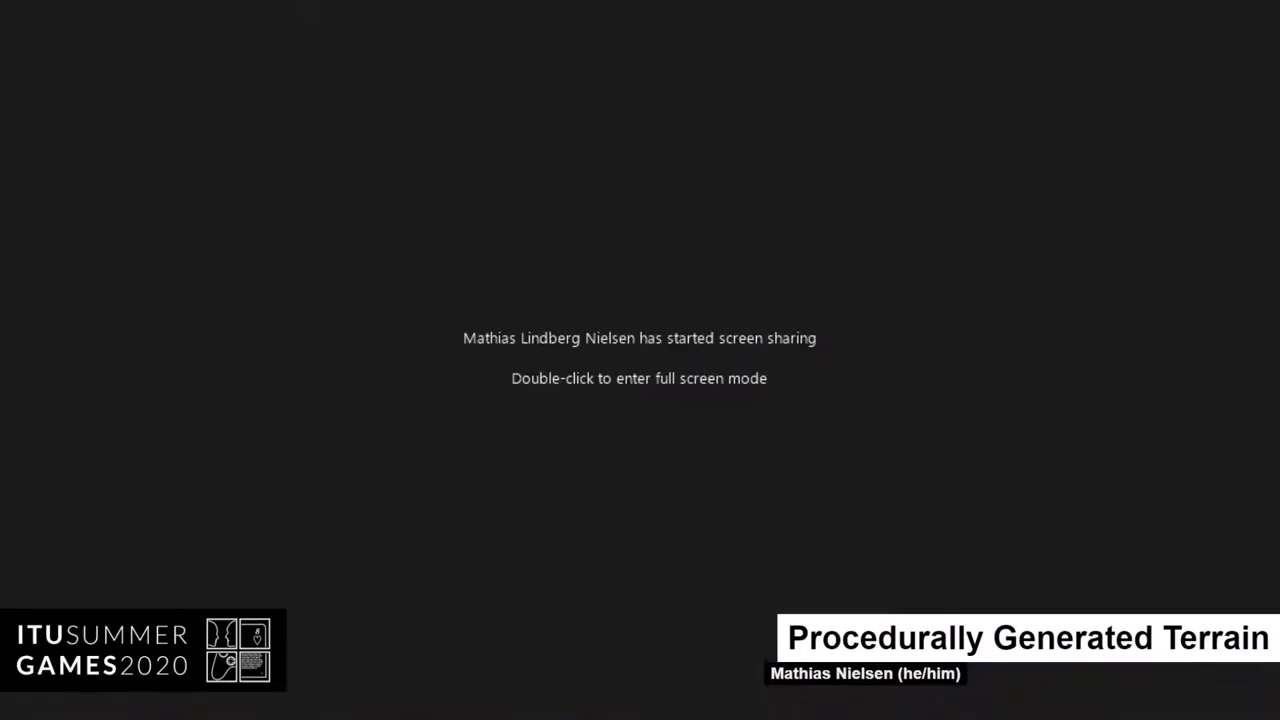 Mathias Lindberg Nielsen has started screen sharing
Double-click to enter full screen mode
ITUSUMMER
GAMES2020
8
Procedurally Generated Terrain
Mathias Nielsen (he/him)